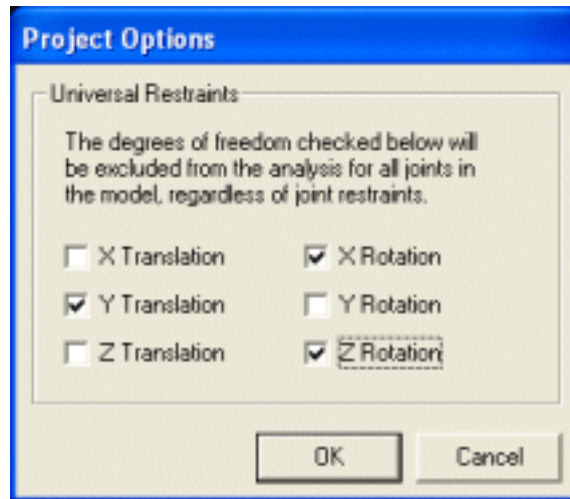 Project Options
Universal Restraints
The degrees of freedom checked below will
be excluded from the analysis for all joints in
the model, regardless of joint restraints.
X Translation
X Rotation
Y Translation
Y Rotation
Z Translation
Z Rotation
OK
Cancel